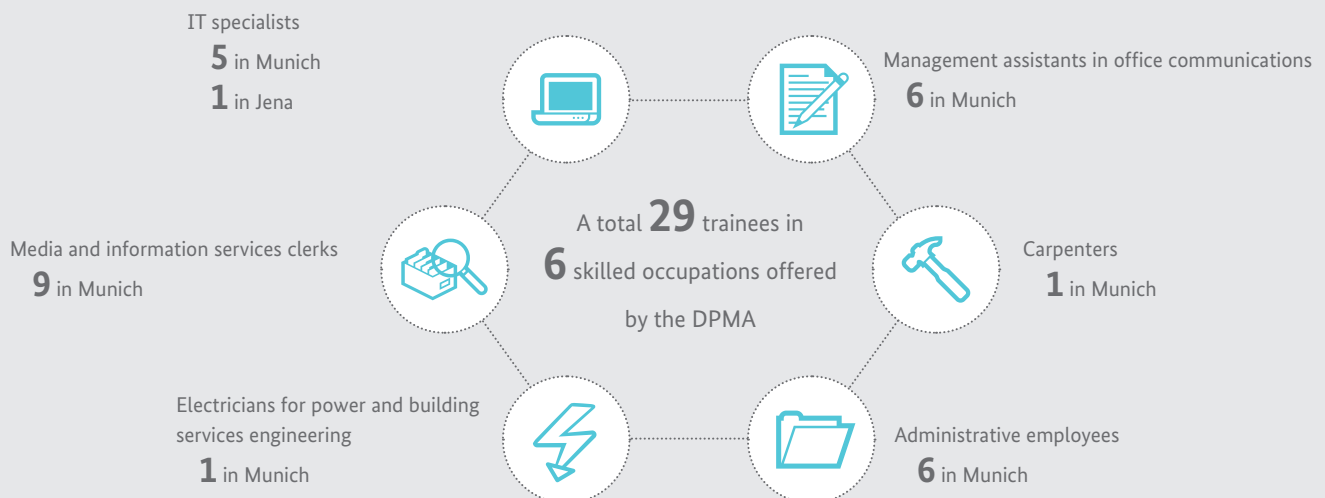 IT specialists
5 in Munich
1 in Jena
Management assistants in office communications
6 in Munich
Media and information services clerks
9 in Munich
A total 29 trainees in
6 skilled occupations offered
by the DPMA
Carpenters
1 in Munich
Electricians for power and building
services engineering
1 in Munich
Administrative employees
6 in Munich